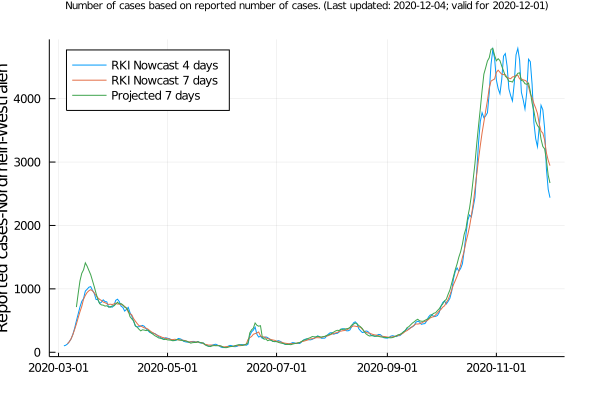 Number of cases based on reported number of cases. (Last updated: 2020-12-04; valid for 2020-12-01)
Reported cases-Nordrhein-Westfalen
RKI Nowcast 4 days
RKI Nowcast 7 days
Projected 7 days
4000
3000
2000
1000
0
2020-03-01 2020-05-01 2020-07-01 2020-09-01 2020-11-01